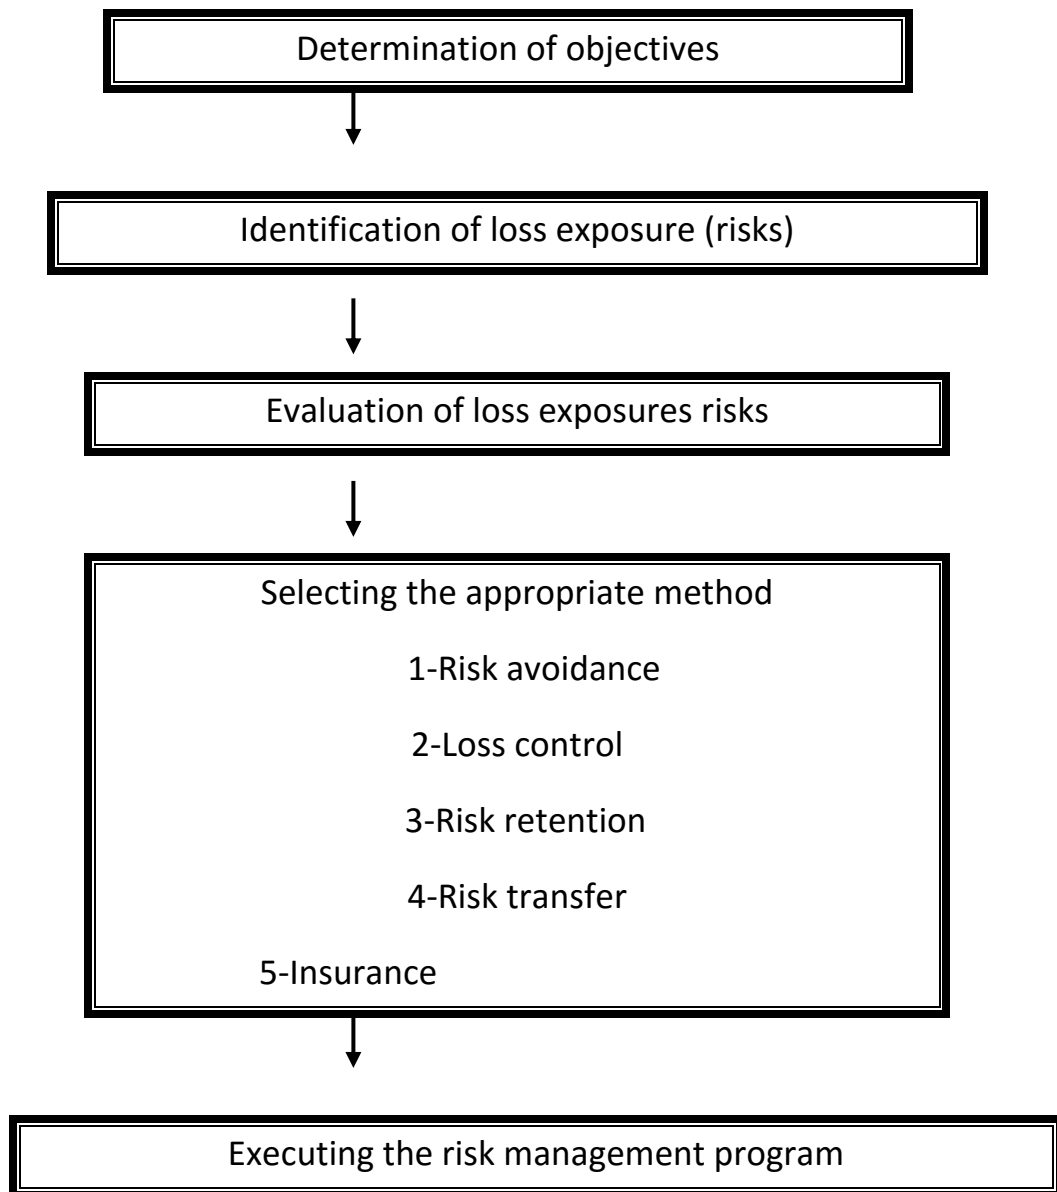 Determination of objectives
Identification of loss exposure (risks)
Evaluation of loss exposures risks
Selecting the appropriate method
1-Risk avoidance
2-Loss control
3-Risk retention
4-Risk transfer
5-Insurance
Executing the risk management program